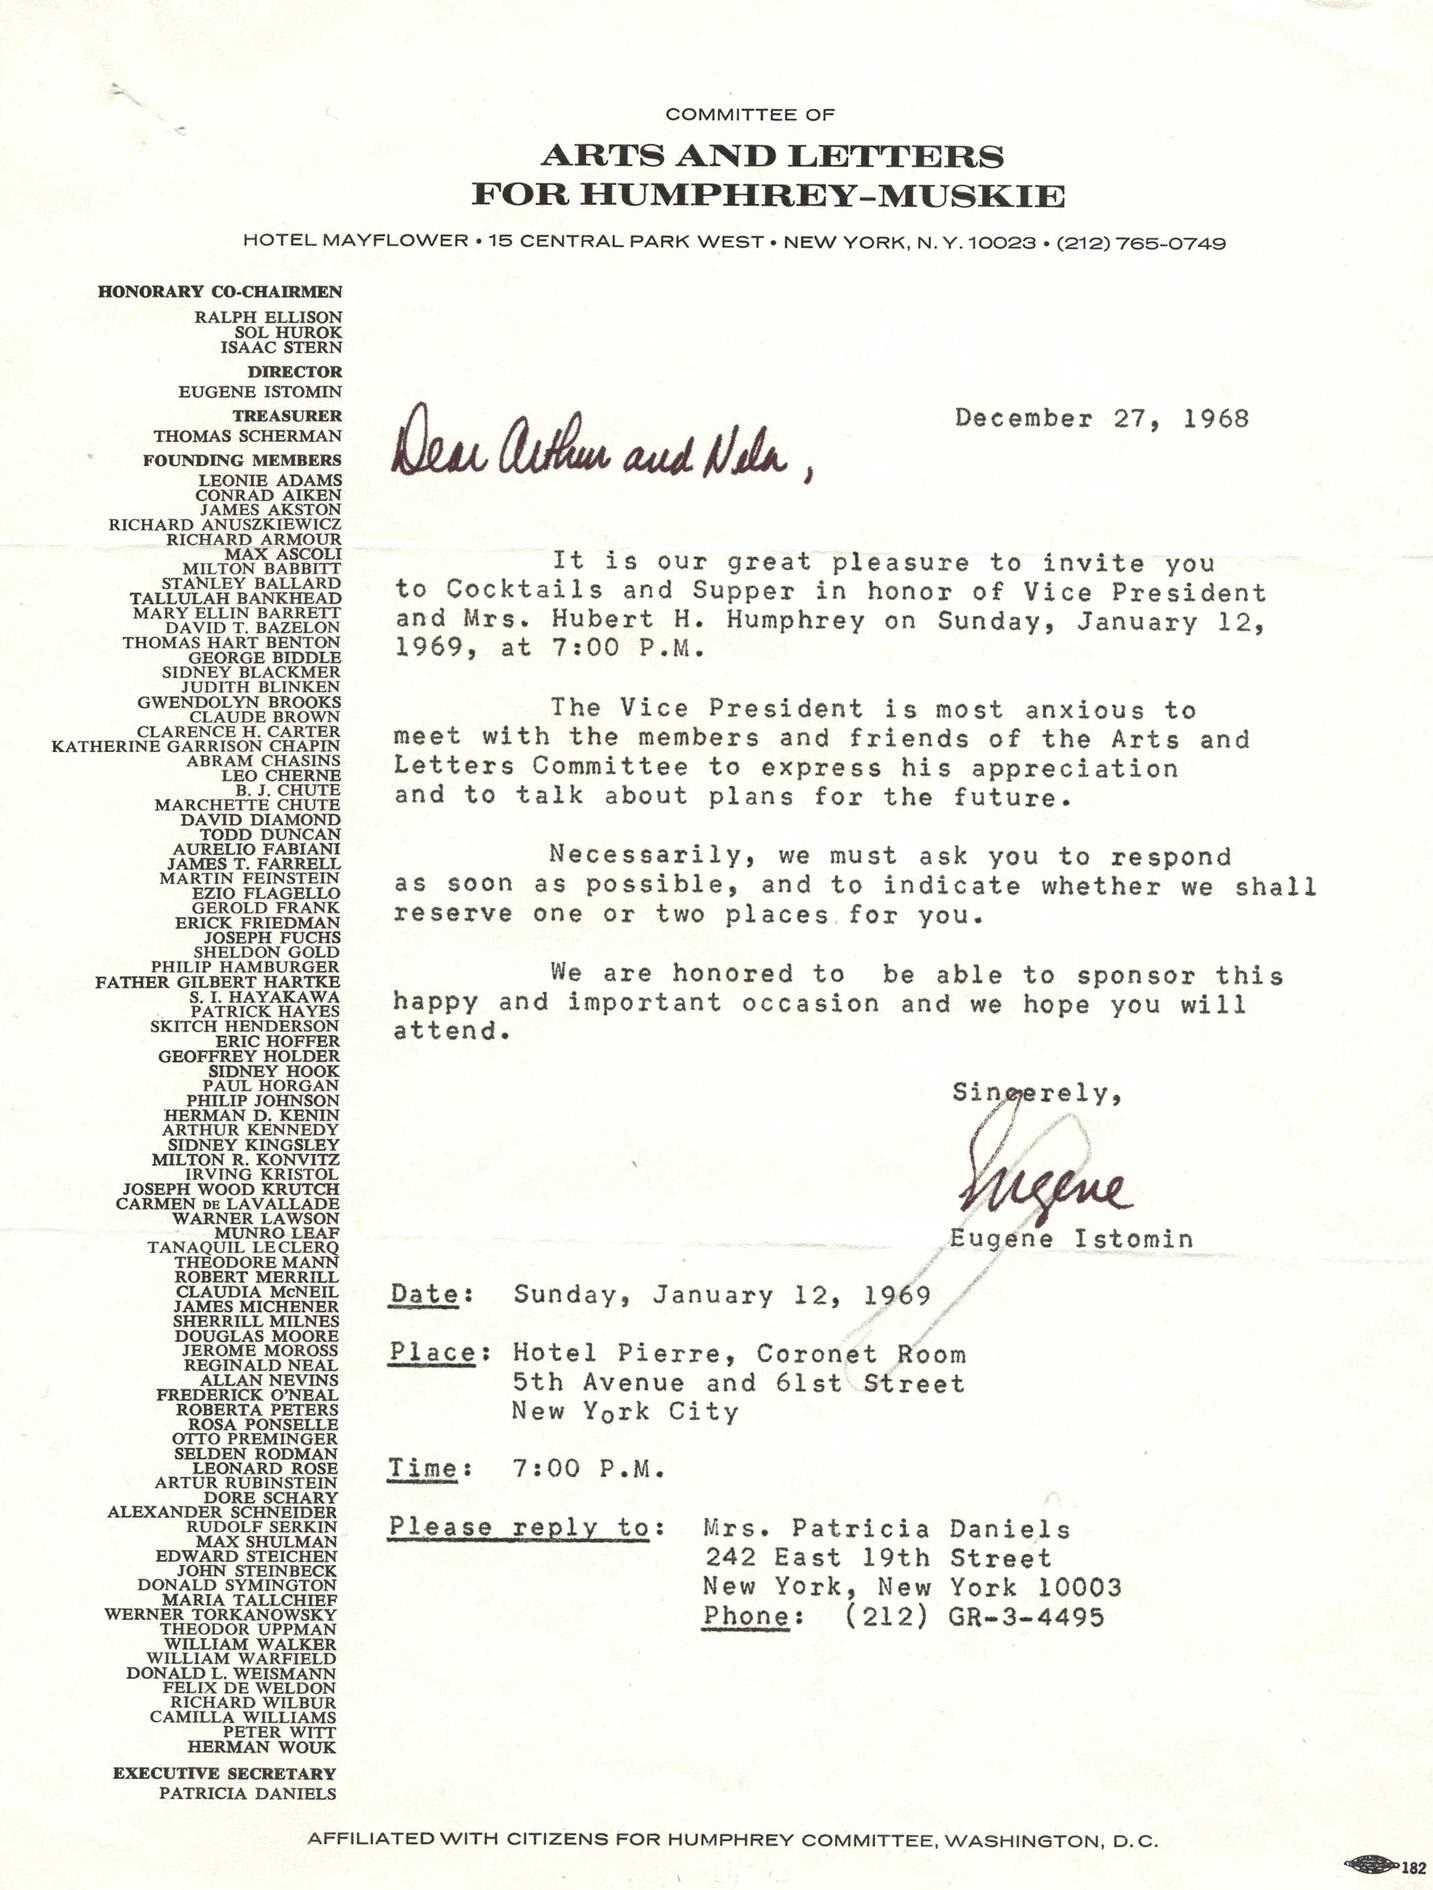 COMMITTEE OF
ARTS AND LETTERS
FOR HUMPHREY–MUSKIE
HOTEL MAYFLOWER • 15 CENTRAL PARK WEST • NEW YORK, N.Y. 10023 • (212) 765-0749
HONORARY CO-CHAIRMEN
RALPH ELLISON
SOL HUROK
ISAAC STERN
DIRECTOR
EUGENE ISTOMIN
TREASURER
THOMAS SCHERMAN
FOUNDING MEMBERS
LEONIE ADAMS
CONRAD AIKEN
JAMES AKSTON
RICHARD ANUSZKIEWICZ
RICHARD ARMOUR
MAX ASCOLI
MILTON BABBITT
STANLEY BALLARD
TALLULAH BANKHEAD
MARY ELLIN BARRETT
DAVID T. BAZELON
THOMAS HART BENTON
GEORGE BIDDLE
SIDNEY BLACKMER
JUDITH BLINKEN
GWENDOLYN BROOKS
CLAUDE BROWN
CLARENCE H. CARTER
KATHERINE GARRISON CHAPIN
ABRAM CHASINS
LEO CHERNE
B. J. CHUTE
MARCHETTE CHUTE
DAVID DIAMOND
TODD DUNCAN
AURELIO FABIANI
JAMES T. FARRELL
MARTIN FEINSTEIN
EZIO FLAGELLO
GEROLD FRANK
ERICK FRIEDMAN
JOSEPH FUCHS
SHELDON GOLD
PHILIP HAMBURGER
FATHER GILBERT HARTKE
S. I. HAYAKAWA
PATRICK HAYES
SKITCH HENDERSON
ERIC HOFFER
GEOFFREY HOLDER
SIDNEY HOOK
PAUL HORGAN
PHILIP JOHNSON
HERMAN D. KENIN
ARTHUR KENNEDY
SIDNEY KINGSLEY
MILTON R. KONVITZ
IRVING KRISTOL
JOSEPH WOOD KRUTCH
CARMEN DE LAVALLADE
WARNER LAWSON
MUNRO LEAF
TANAQUIL LECLERQ
THEODORE MANN
ROBERT MERRILL
CLAUDIA McNEIL
JAMES MICHENER
SHERRILL MILNES
DOUGLAS MOORE
JEROME MOROSS
REGINALD NEAL
ALLAN NEVINS
FREDERICK O'NEAL
ROBERTA PETERS
ROSA PONSELLE
OTTO PREMINGER
SELDEN RODMAN
LEONARD ROSE
ARTUR RUBINSTEIN
DORE SCHARY
ALEXANDER SCHNEIDER
RUDOLF SERKIN
MAX SHULMAN
EDWARD STEICHEN
JOHN STEINBECK
DONALD SYMINGTON
MARIA TALLCHIEF
WERNER TORKANOWSKY
THEODOR UPPMAN
WILLIAM WALKER
WILLIAM WARFIELD
DONALD L. WEISMANN
FELIX DE WELDON
RICHARD WILBUR
CAMILLA WILLIAMS
PETER WITT
HERMAN WOUK
EXECUTIVE SECRETARY
PATRICIA DANIELS
December 27, 1968
Dear Arthur and Nela,
It is our great pleasure to invite you
to Cocktails and Supper in honor of Vice President
and Mrs. Hubert H. Humphrey on Sunday, January 12,
1969, at 7:00 P.M.
The Vice President is most anxious to
meet with the members and friends of the Arts and
Letters Committee to express his appreciation
and to talk about plans for the future.
Necessarily, we must ask you to respond
as soon as possible, and to indicate whether we shall
reserve one or two places for you.
We are honored to be able to sponsor this
happy and important occasion and we hope you will
attend.
Sincerely,
Eugene
Eugene Istomin
Date: Sunday, January 12, 1969
Place: Hotel Pierre, Coronet Room
5th Avenue and 61st Street
New York City
Time: 7:00 P.M.
Please reply to: Mrs. Patricia Daniels
242 East 19th Street
New York, New York 10003
Phone: (212) GR-3-4495
AFFILIATED WITH CITIZENS FOR HUMPHREY COMMITTEE, WASHINGTON, D.C.
182